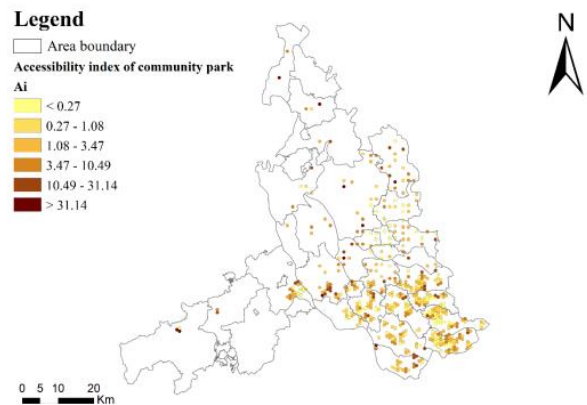 Legend
N
Area boundary
Accessibility index of community park
Ai
< 0.27
0.27 - 1.08
1.08 - 3.47
3.47 - 10.49
10.49 - 31.14
> 31.14
0 5 10 20
Km